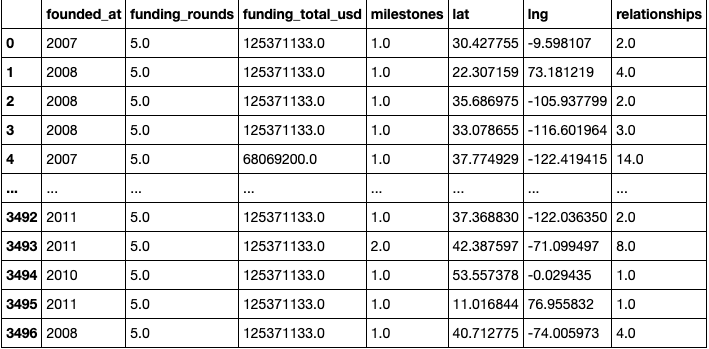 founded_at funding_rounds funding_total_usd milestones lat lng relationships
0 2007 5.0 125371133.0 1.0 30.427755 -9.598107 2.0
1 2008 5.0 125371133.0 1.0 22.307159 73.181219 4.0
2 2008 5.0 125371133.0 1.0 35.686975 -105.937799 2.0
3 2008 5.0 125371133.0 1.0 33.078655 -116.601964 3.0
4 2007 5.0 68069200.0 1.0 37.774929 -122.419415 14.0
... ... ... ... ... ... ... ...
3492 2011 5.0 125371133.0 1.0 37.368830 -122.036350 2.0
3493 2011 5.0 125371133.0 2.0 42.387597 -71.099497 8.0
3494 2010 5.0 125371133.0 1.0 53.557378 -0.029435 1.0
3495 2011 5.0 125371133.0 1.0 11.016844 76.955832 1.0
3496 2008 5.0 125371133.0 1.0 40.712775 -74.005973 4.0